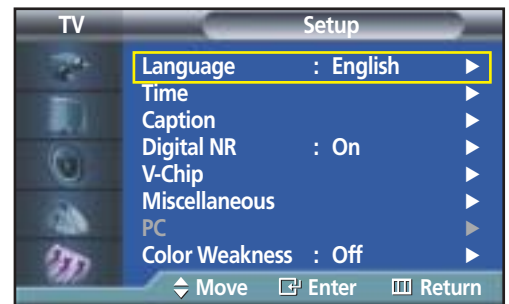 TV Setup
Language : English
Time
Caption
Digital NR : On
V-Chip
Miscellaneous
PC
Color Weakness : Off
Move Enter Return